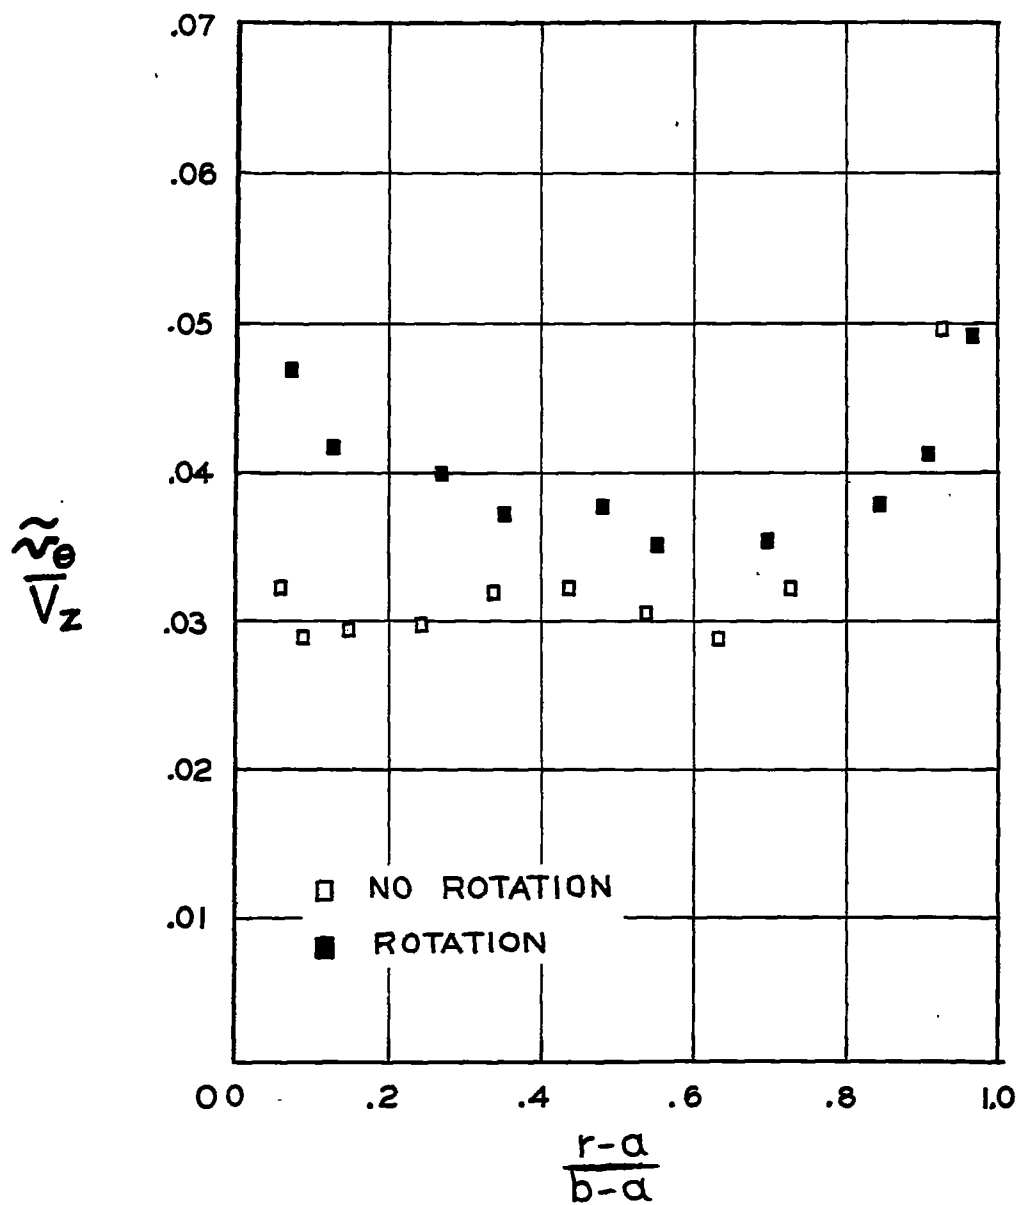 .07
.06
.05
.04
.03
.02
.01
ṽθ
V̄z
□ NO ROTATION
■ ROTATION
0 0 .2 .4 .6 .8 1.0
r-a
b-a